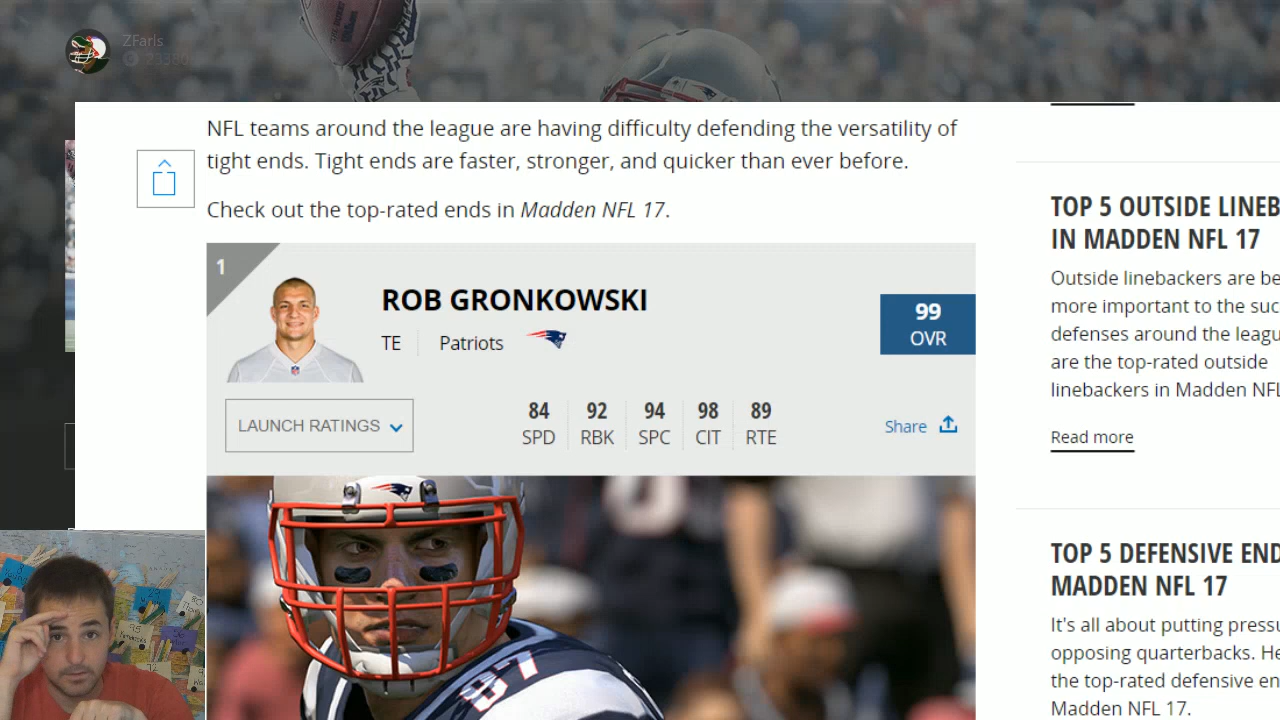 ZFarls
23380
NFL teams around the league are having difficulty defending the versatility of
tight ends. Tight ends are faster, stronger, and quicker than ever before.
Check out the top-rated ends in Madden NFL 17.
1
ROB GRONKOWSKI
TE Patriots
99
OVR
LAUNCH RATINGS
84 92 94 98 89
SPD RBK SPC CIT RTE
Share
87
TOP 5 OUTSIDE LINEB
IN MADDEN NFL 17
Outside linebackers are be
more important to the suc
defenses around the leagu
are the top-rated outside
linebackers in Madden NFL
Read more
TOP 5 DEFENSIVE END
MADDEN NFL 17
It's all about putting pressu
opposing quarterbacks. He
the top-rated defensive en
Madden NFL 17.